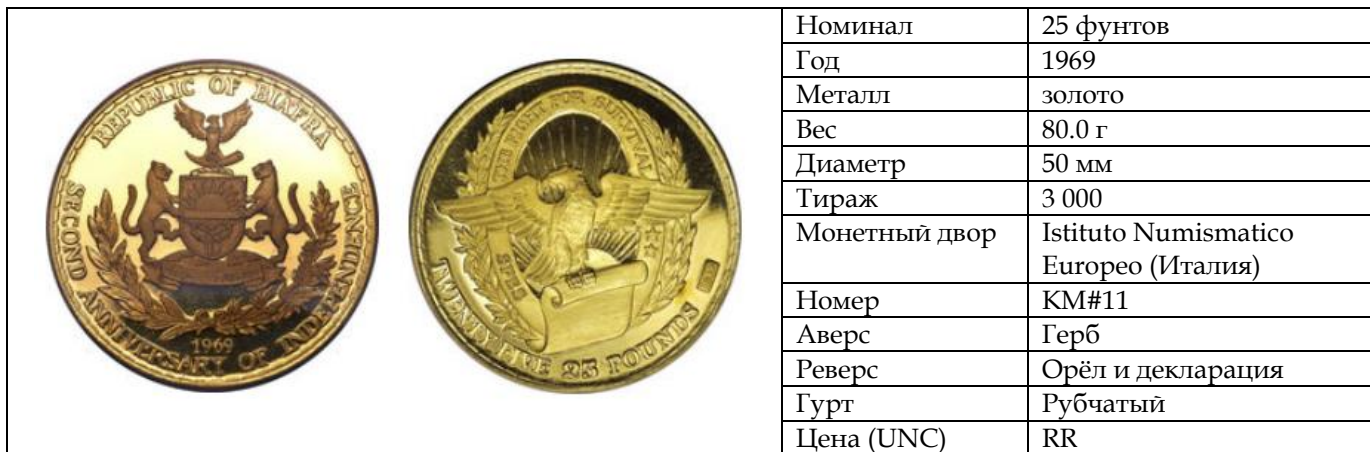 REPUBLIC OF BIAFRA
SECOND ANNIVERSARY OF INDEPENDENCE
1969
THE FIGHT FOR SURVIVAL
TWENTY FIVE 25 POUNDS
Номинал 25 фунтов
Год 1969
Металл золото
Вес 80.0 г
Диаметр 50 мм
Тираж 3 000
Монетный двор Istituto Numismatico
Europeo (Италия)
Номер KM#11
Аверс Герб
Реверс Орёл и декларация
Гурт Рубчатый
Цена (UNC) RR